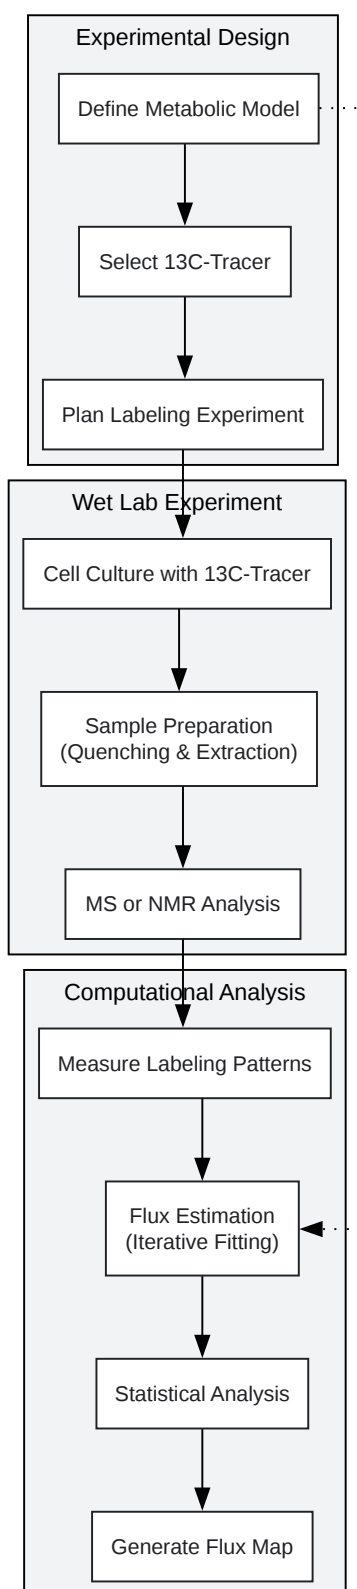 Experimental Design
Define Metabolic Model
Select 13C-Tracer
Plan Labeling Experiment
Wet Lab Experiment
Cell Culture with 13C-Tracer
Sample Preparation
(Quenching & Extraction)
MS or NMR Analysis
Computational Analysis
Measure Labeling Patterns
Flux Estimation
(Iterative Fitting)
Statistical Analysis
Generate Flux Map